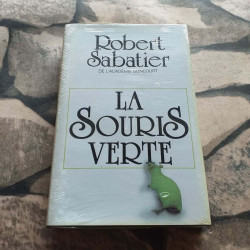 Robert
Sabatier
DE L'ACADÉMIE GONCOURT
LA
SOURIS
VERTE